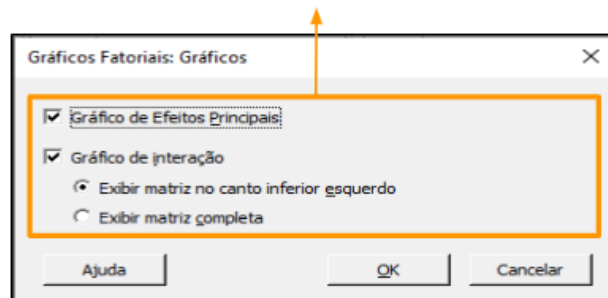 Gráficos Fatoriais: Gráficos
Gráfico de Efeitos Principais
Gráfico de interação
Exibir matriz no canto inferior esquerdo
Exibir matriz completa
Ajuda
OK
Cancelar